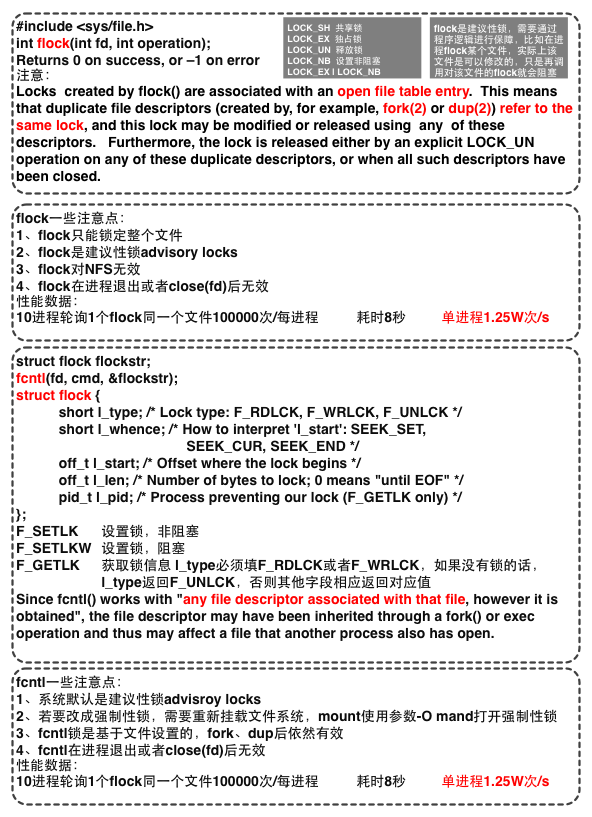 #include <sys/file.h>
int flock(int fd, int operation);
Returns 0 on success, or –1 on error
注意：
LOCK_SH 共享锁
LOCK_EX 独占锁
LOCK_UN 释放锁
LOCK_NB 设置非阻塞
LOCK_EX | LOCK_NB
flock是建议性锁，需要通过
程序逻辑进行保障，比如在进
程flock某个文件，实际上该
文件是可以修改的，只是再调
用对该文件的flock就会阻塞
Locks created by flock() are associated with an open file table entry. This means
that duplicate file descriptors (created by, for example, fork(2) or dup(2)) refer to the
same lock, and this lock may be modified or released using any of these
descriptors. Furthermore, the lock is released either by an explicit LOCK_UN
operation on any of these duplicate descriptors, or when all such descriptors have
been closed.
flock一些注意点：
1、flock只能锁定整个文件
2、flock是建议性锁advisory locks
3、flock对NFS无效
4、flock在进程退出或者close(fd)后无效
性能数据：
10进程轮询1个flock同一个文件100000次/每进程 耗时8秒 单进程1.25W次/s
struct flock flockstr;
fcntl(fd, cmd, &flockstr);
struct flock {
short l_type; /* Lock type: F_RDLCK, F_WRLCK, F_UNLCK */
short l_whence; /* How to interpret 'l_start': SEEK_SET,
SEEK_CUR, SEEK_END */
off_t l_start; /* Offset where the lock begins */
off_t l_len; /* Number of bytes to lock; 0 means "until EOF" */
pid_t l_pid; /* Process preventing our lock (F_GETLK only) */
};
F_SETLK 设置锁，非阻塞
F_SETLKW 设置锁，阻塞
F_GETLK 获取锁信息 l_type必须填F_RDLCK或者F_WRLCK，如果没有锁的话，
l_type返回F_UNLCK，否则其他字段相应返回对应值
Since fcntl() works with "any file descriptor associated with that file, however it is
obtained", the file descriptor may have been inherited through a fork() or exec
operation and thus may affect a file that another process also has open.
fcntl一些注意点：
1、系统默认是建议性锁advisroy locks
2、若要改成强制性锁，需要重新挂载文件系统，mount使用参数-O mand打开强制性锁
3、fcntl锁是基于文件设置的，fork、dup后依然有效
4、fcntl在进程退出或者close(fd)后无效
性能数据：
10进程轮询1个flock同一个文件100000次/每进程 耗时8秒 单进程1.25W次/s